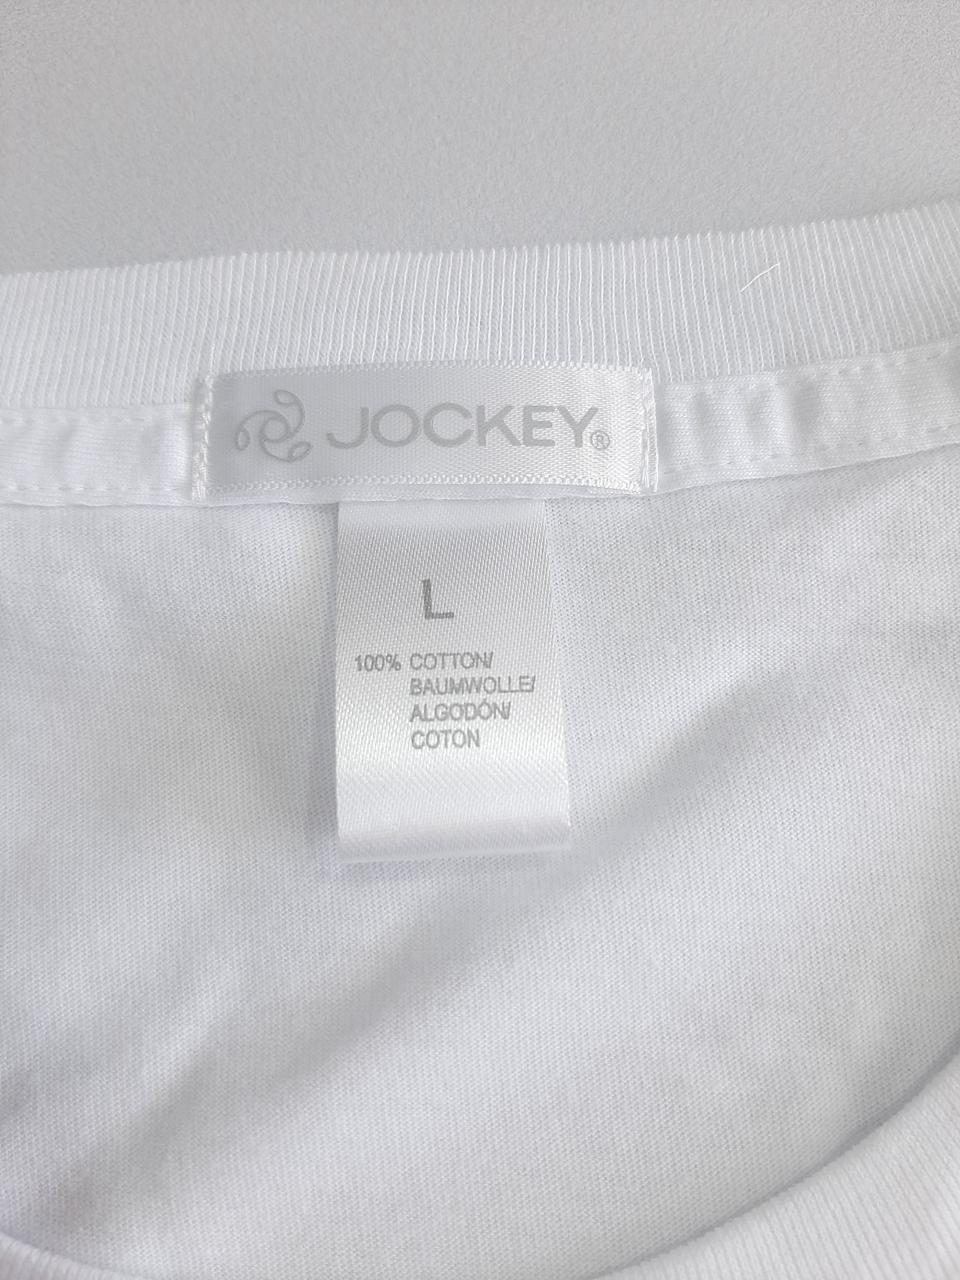 JOCKEY®
L
100% COTTON/
BAUMWOLLE/
ALGODÓN/
COTON